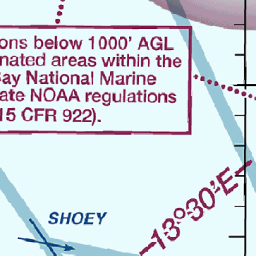 ons below 1000' AGL
nated areas within the
Bay National Marine
ate NOAA regulations
15 CFR 922).
13°30'E
SHOEY